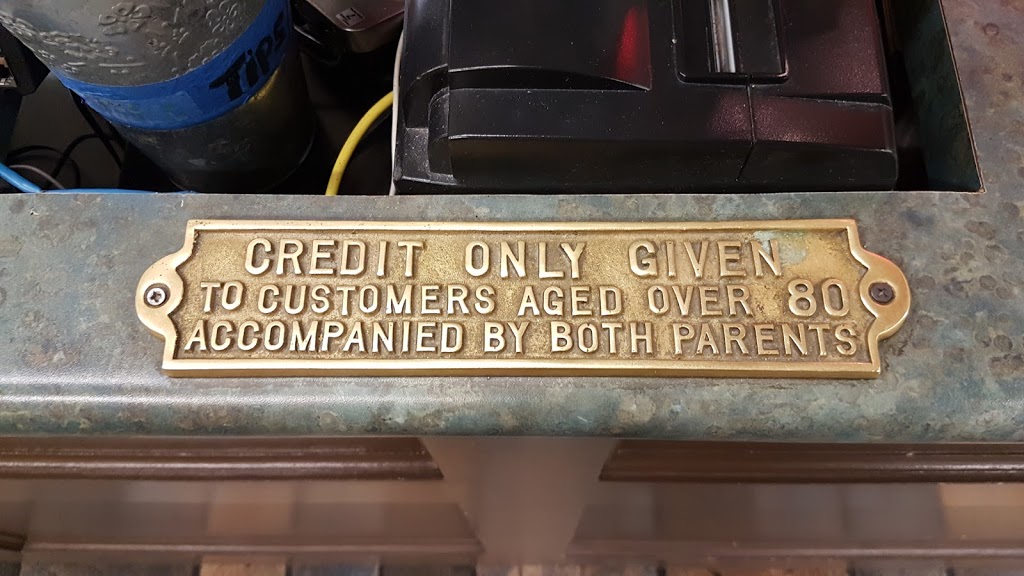 TIPS
CREDIT ONLY GIVEN
TO CUSTOMERS AGED OVER 80
ACCOMPANIED BY BOTH PARENTS